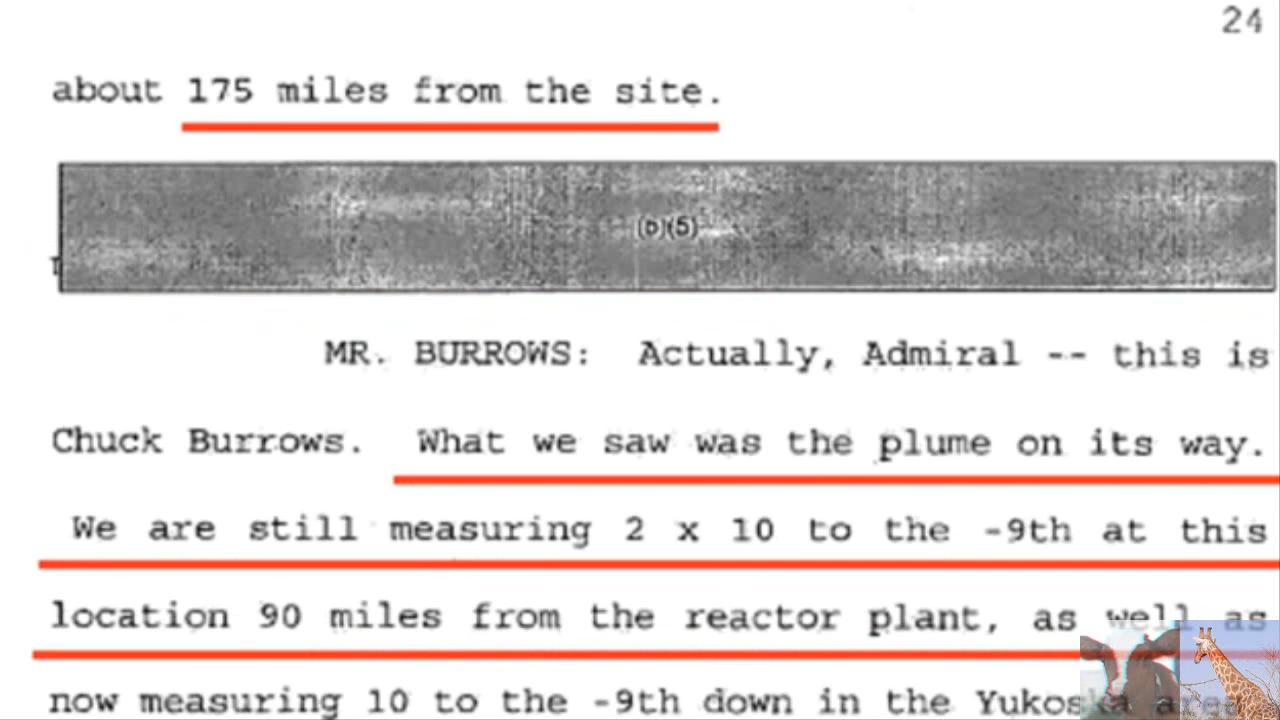 24
about 175 miles from the site.
(b)(5)
MR. BURROWS: Actually, Admiral -- this is
Chuck Burrows. What we saw was the plume on its way.
We are still measuring 2 x 10 to the -9th at this
location 90 miles from the reactor plant, as well as
now measuring 10 to the -9th down in the Yukoska area